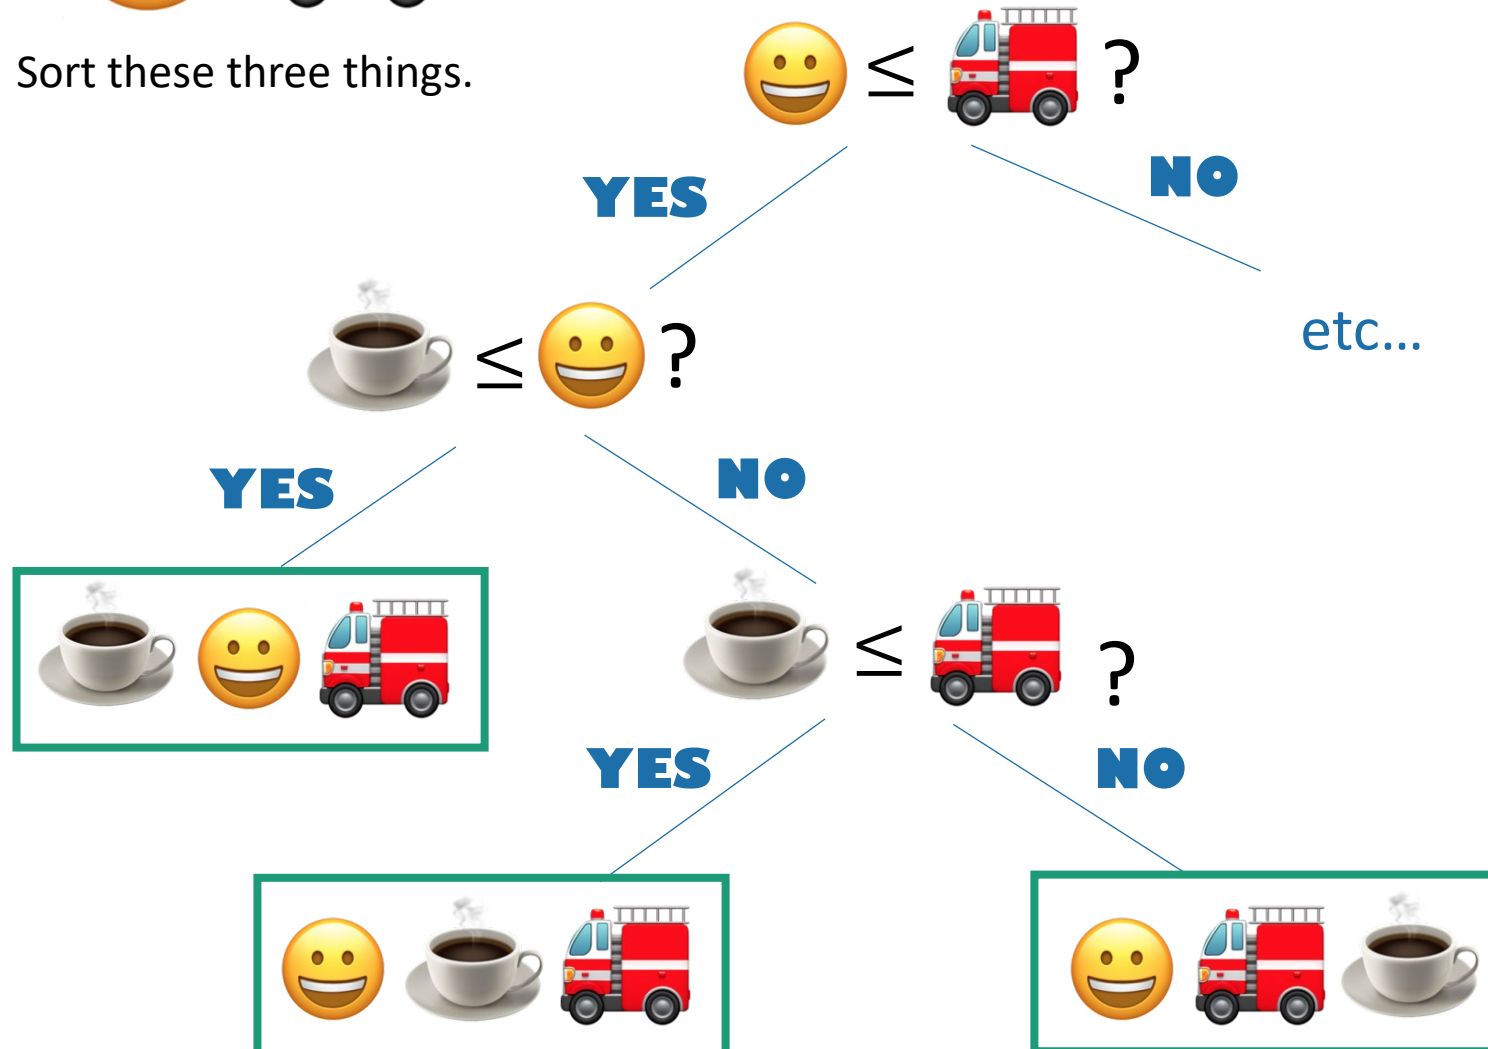 Sort these three things.
≤ ?
YES
NO
≤ ?
etc...
YES
NO
≤ ?
YES
NO